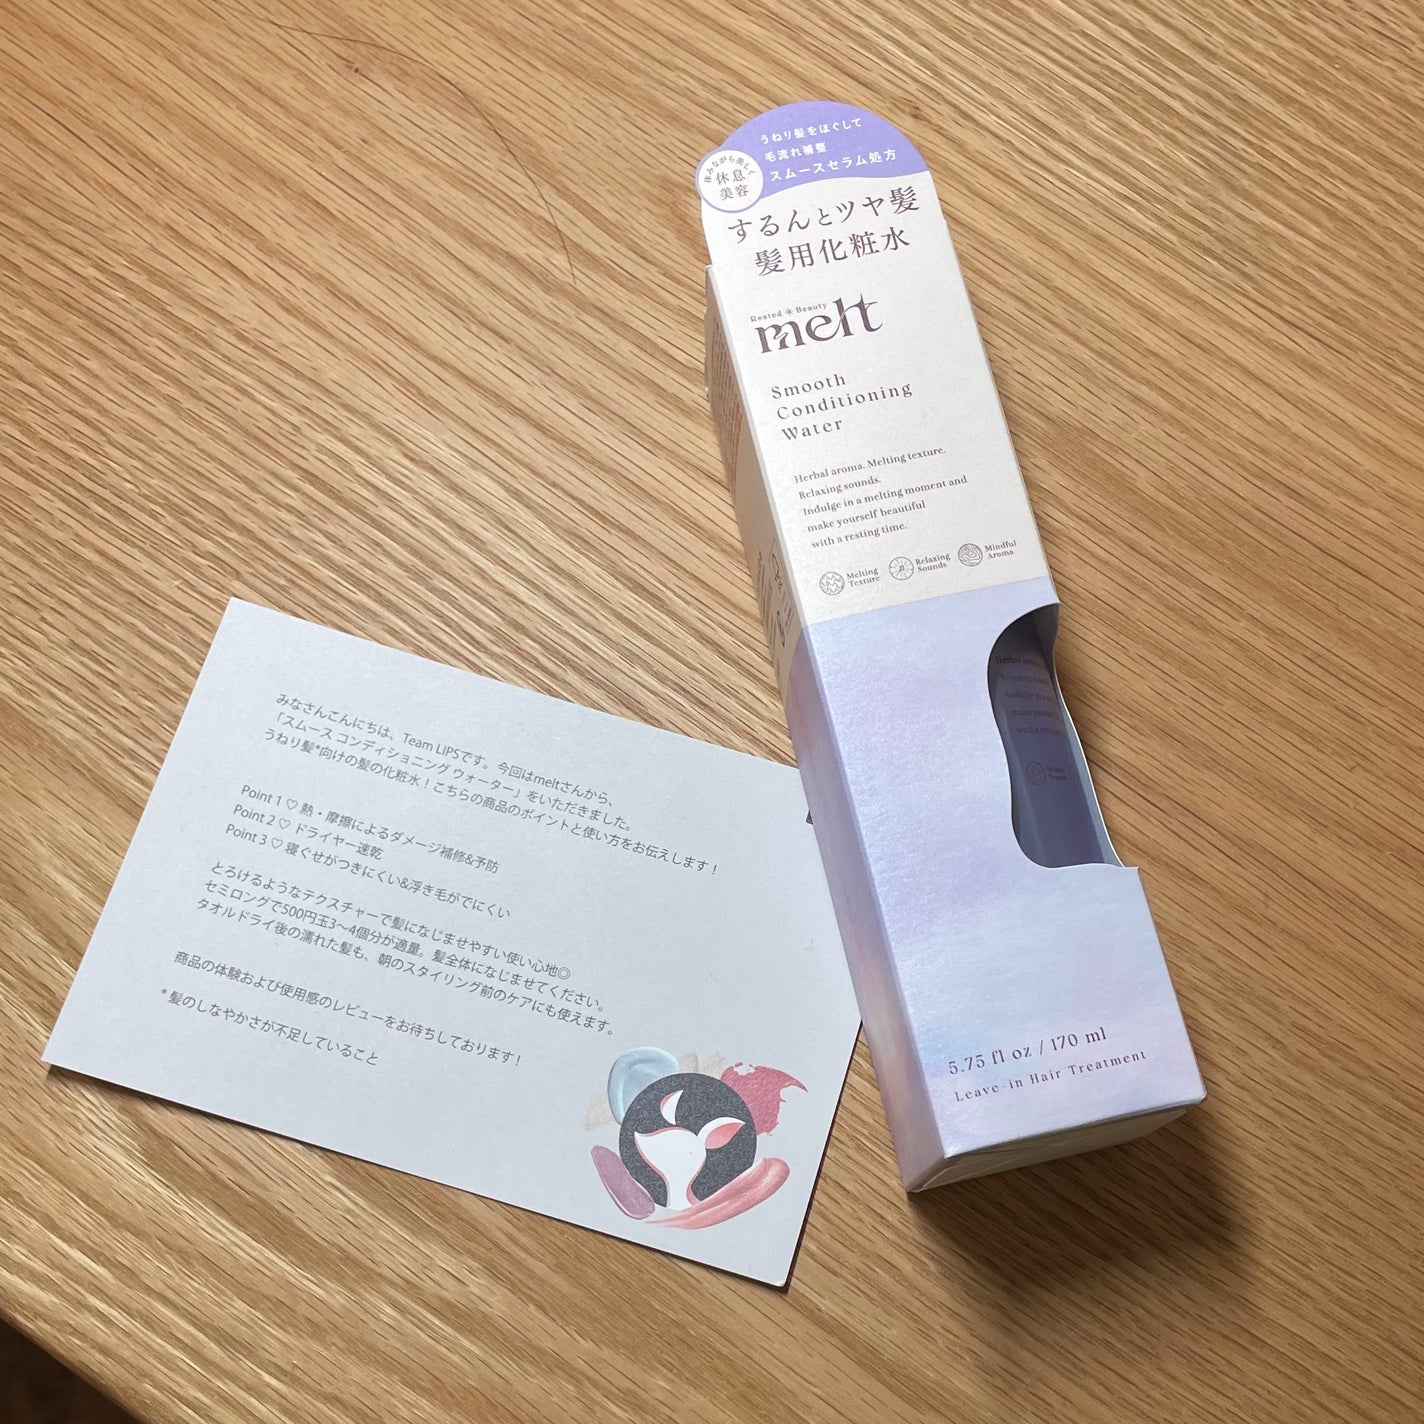 うねり髪をほぐして
毛流れ補整
スムースセラム処方
休みながら美しく
休息
美容
するんとツヤ髪
髪用化粧水
Rested Beauty
melt
Smooth
Conditioning
Water
Herbal aroma. Melting texture.
Relaxing sounds.
Indulge in a melting moment and
make yourself beautiful
with a resting time.
Melting
Texture
Relaxing
Sounds
Mindful
Aroma
5.75 fl oz / 170 ml
Leave-in Hair Treatment
みなさんこんにちは、Team LIPSです。今回はmeltさんから、
「スムース コンディショニング ウォーター」をいただきました。
うねり髪*向けの髪の化粧水！こちらの商品のポイントと使い方をお伝えします！
Point 1 ♡ 熱・摩擦によるダメージ補修&予防
Point 2 ♡ ドライヤー速乾
Point 3 ♡ 寝ぐせがつきにくい&浮き毛がでにくい
とろけるようなテクスチャーで髪になじませやすい使い心地◎
セミロングで500円玉3〜4個分が適量。髪全体になじませてください。
タオルドライ後の濡れた髪も、朝のスタイリング前のケアにも使えます。
商品の体験および使用感のレビューをお待ちしております！
* 髪のしなやかさが不足していること